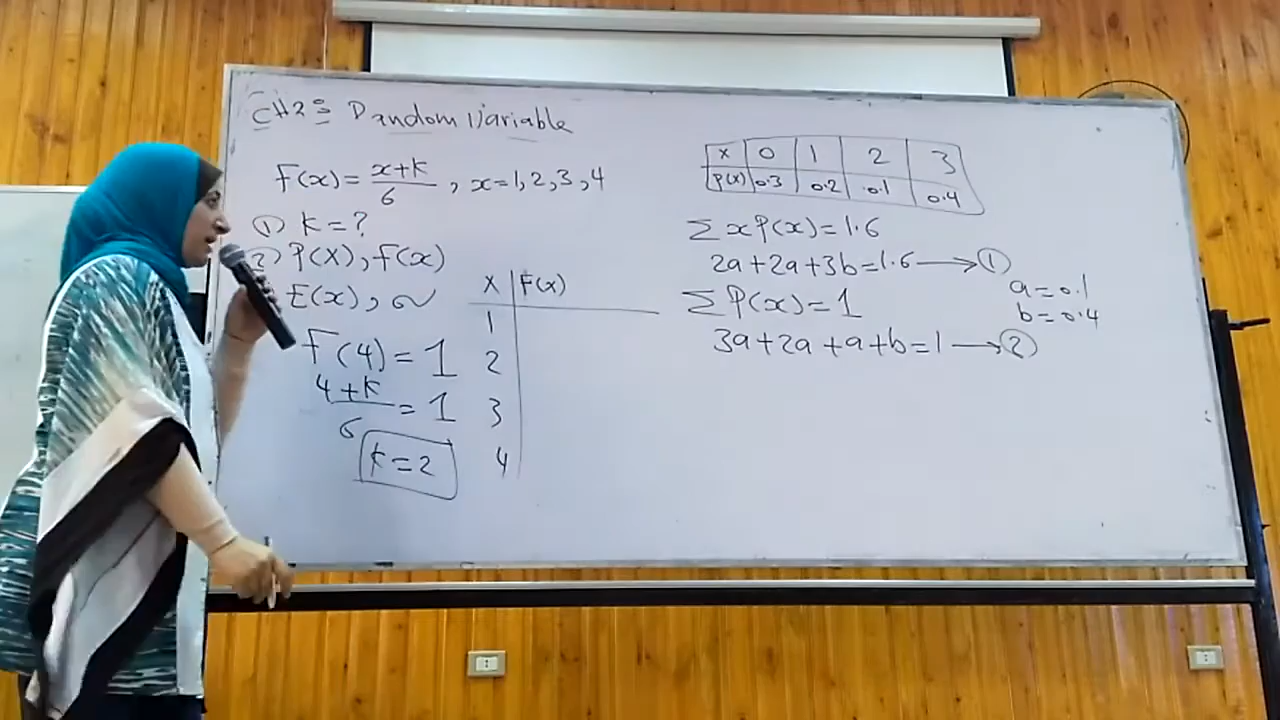 CH2: Random Variable
F(x) = x+k/6 , x=1,2,3,4
① k=?
② P(X), F(x)
E(x), σ
F(4) = 1
4+k/6 = 1
k=2
X F(x)
1
2
3
4
x 0 1 2 3
P(x) 0.3 0.2 0.1 0.4
∑xP(x)=1.6
2a+2a+3b=1.6 → ①
∑P(x)=1
3a+2a+a+b=1 → ②
a=0.1
b=0.4